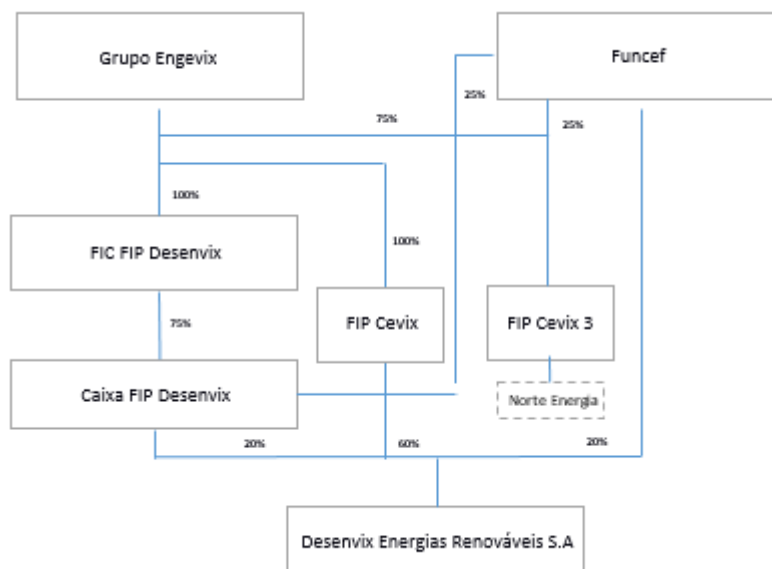 Grupo Engevix
Funcef
25%
75%
25%
100%
FIC FIP Desenvix
100%
75%
FIP Cevix
FIP Cevix 3
Caixa FIP Desenvix
Norte Energia
20%
60%
20%
Desenvix Energias Renováveis S.A